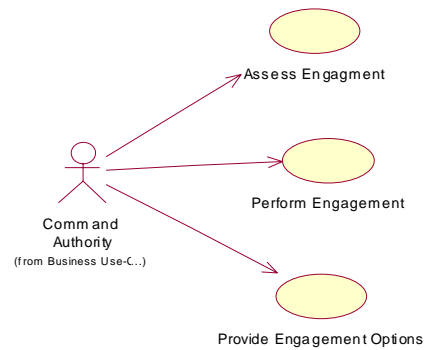 Assess Engagment
Perform Engagement
Command
Authority
(from Business Use-C...)
Provide Engagement Options